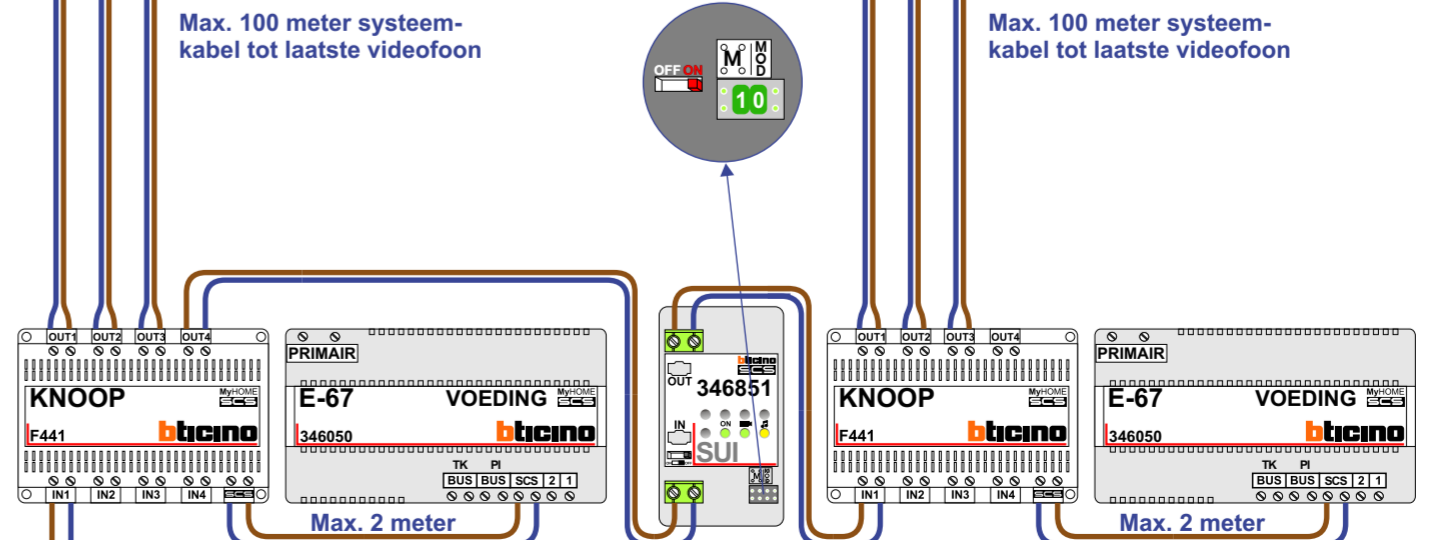 Max. 100 meter systeem-
kabel tot laatste videofoon
OFF ON
M
MOD
10
Max. 100 meter systeem-
kabel tot laatste videofoon
OUT1 OUT2 OUT3 OUT4
KNOOP
MyHOME
SCS
F441
bticino
IN1 IN2 IN3 IN4 SCS
PRIMAIR
E-67
VOEDING
SCS
346050
bticino
TK PI
BUS BUS SCS 2 1
Max. 2 meter
bticino
SCS
OUT
346851
ON
IN
SUI
M
MOD
OUT1 OUT2 OUT3 OUT4
KNOOP
MyHOME
SCS
F441
bticino
IN1 IN2 IN3 IN4 SCS
PRIMAIR
E-67
VOEDING
MyHOME
SCS
346050
bticino
TK PI
BUS BUS SCS 2 1
Max. 2 meter